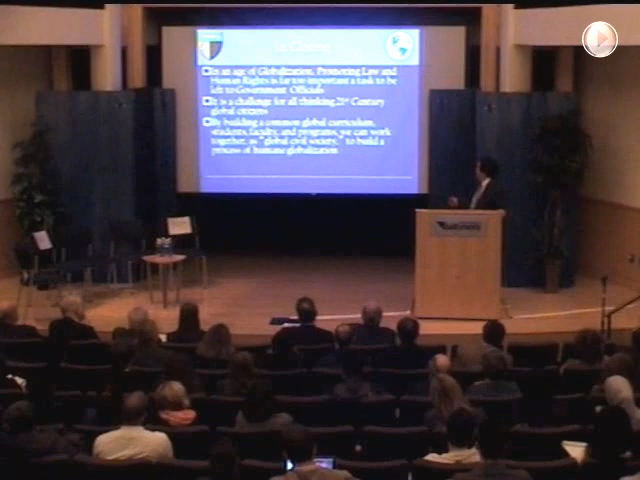 In Closing
In an age of Globalization, Promoting Law and
Human Rights is far too important a task to be
left to Government Officials
It is a challenge for all thinking 21st Century
global citizens
By building a common global curriculum,
students, faculty, and programs, we can work
together, as "global civil society," to build a
process of humane globalization